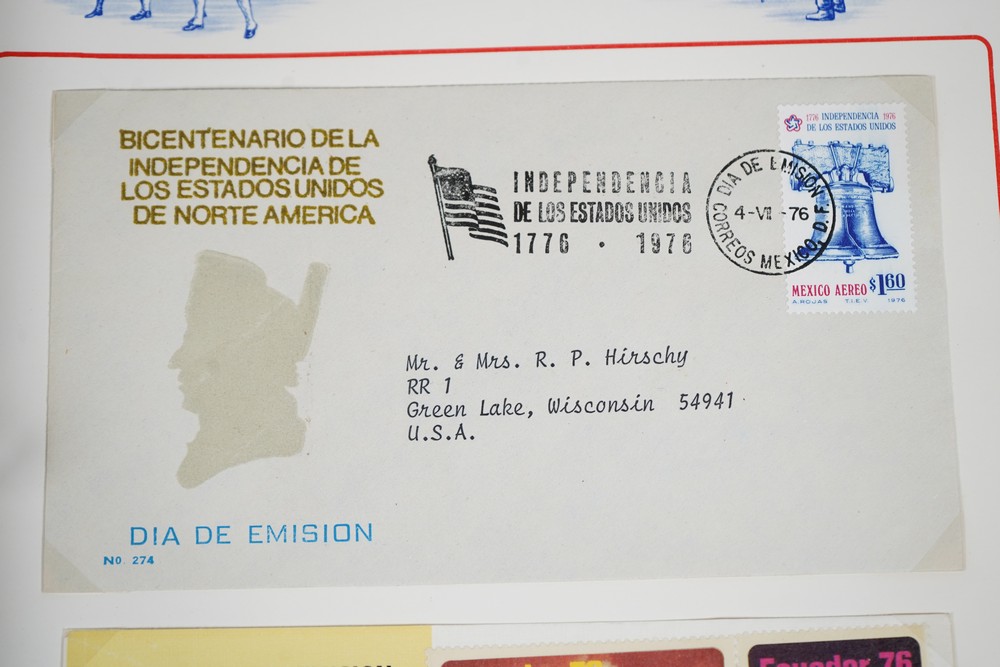 BICENTENARIO DE LA
INDEPENDENCIA DE
LOS ESTADOS UNIDOS
DE NORTE AMERICA
INDEPENDENCIA
DE LOS ESTADOS UNIDOS
1776 • 1976
DIA DE EMISION
4-VII-76
CORREOS MEXICO, D.F.
1776 INDEPENDENCIA 1976
DE LOS ESTADOS UNIDOS
MEXICO AEREO $1.60
A. ROJAS T.I.E.V. 1976
Mr. & Mrs. R. P. Hirschy
RR 1
Green Lake, Wisconsin 54941
U.S.A.
DIA DE EMISION
No. 274
Ecuador 76